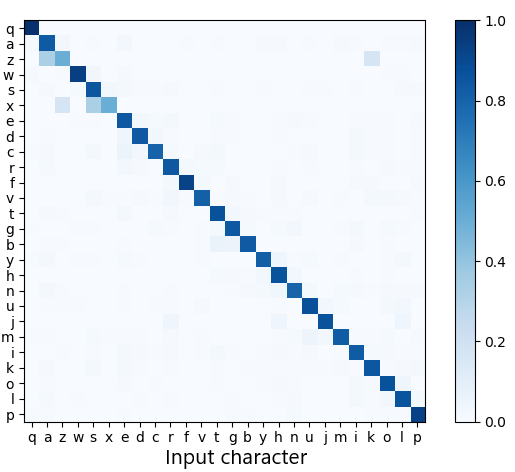 q
a
z
w
s
x
e
d
c
r
f
v
t
g
b
y
h
n
u
j
m
i
k
o
l
p
q a z w s x e d c r f v t g b y h n u j m i k o l p
Input character
1.0
0.8
0.6
0.4
0.2
0.0